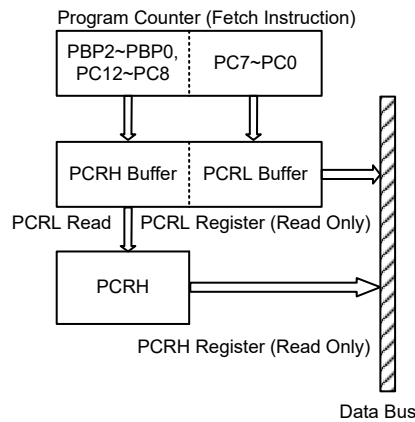 Program Counter (Fetch Instruction)
PBP2~PBP0,
PC12~PC8
PC7~PC0
PCRH Buffer
PCRL Buffer
PCRL Read
PCRL Register (Read Only)
PCRH
PCRH Register (Read Only)
Data Bus